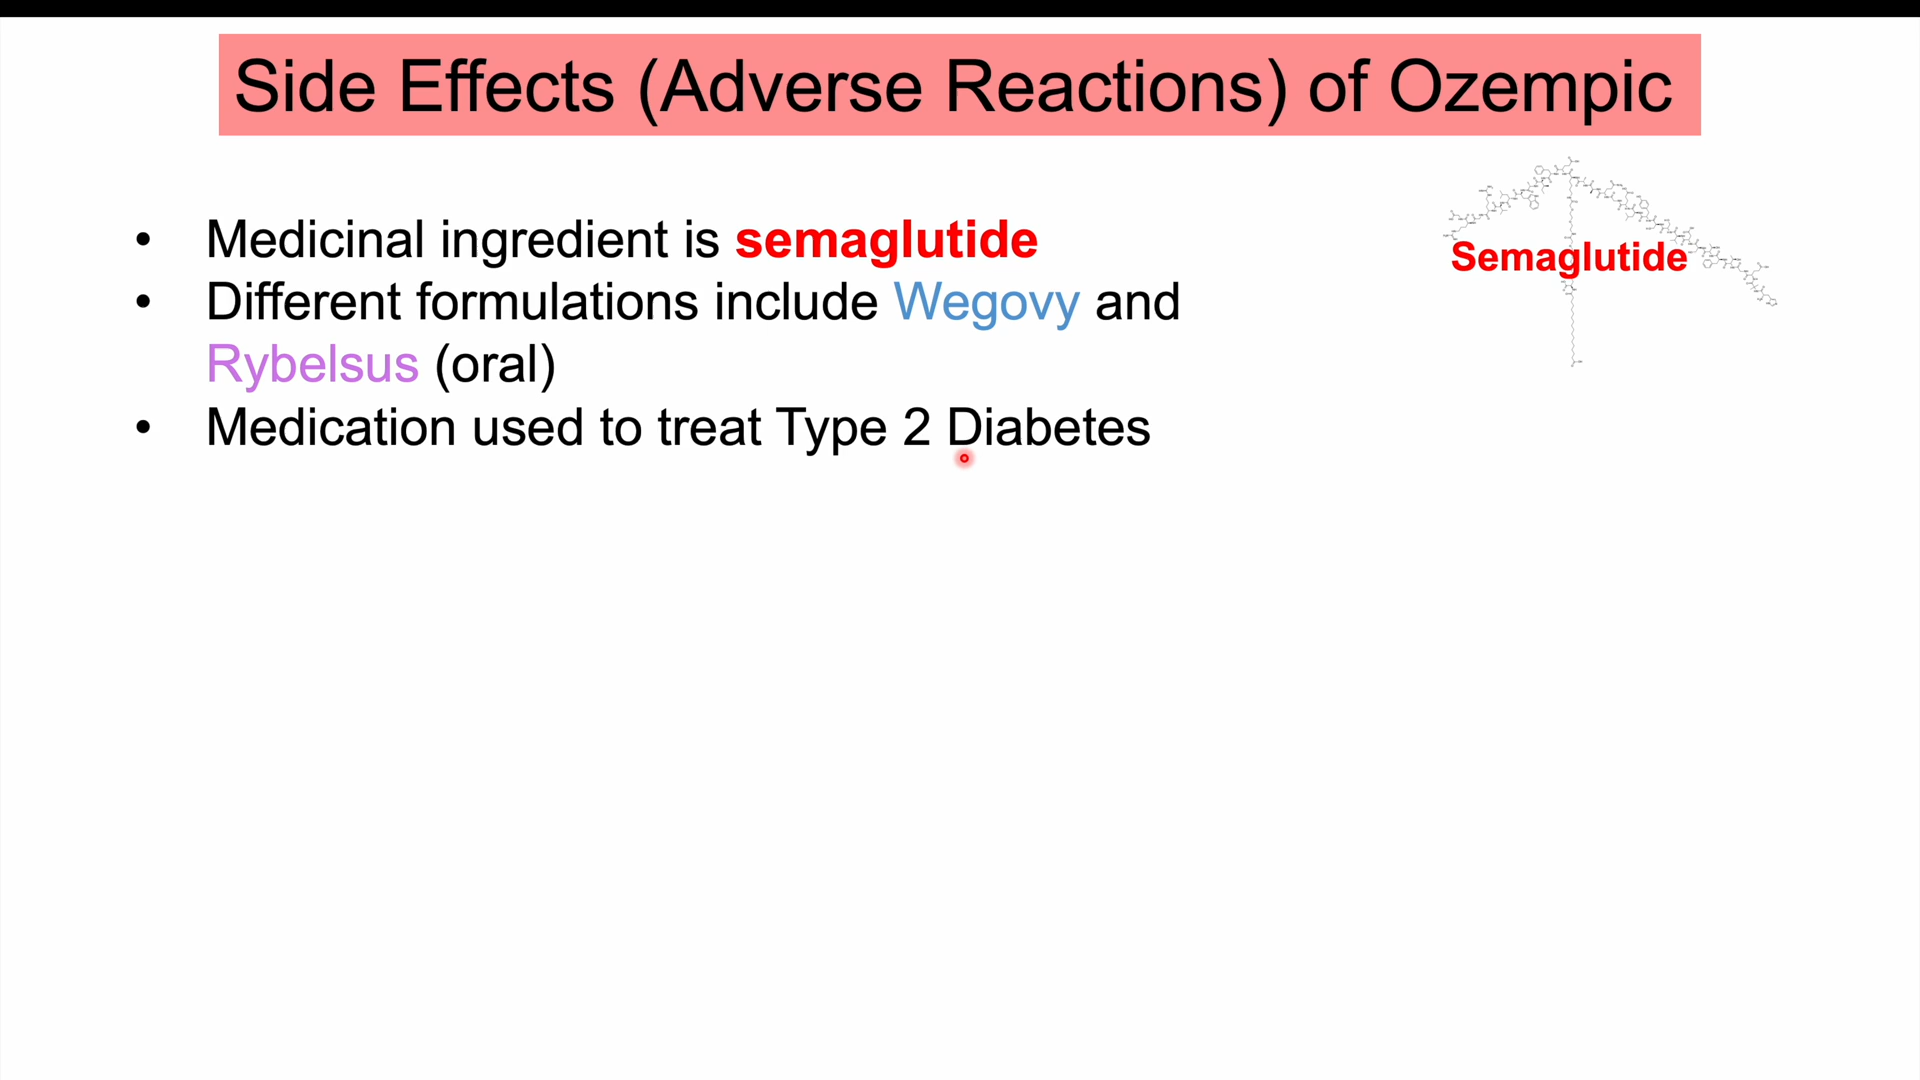 Side Effects (Adverse Reactions) of Ozempic
• Medicinal ingredient is semaglutide
• Different formulations include Wegovy and
Rybelsus (oral)
• Medication used to treat Type 2 Diabetes
Semaglutide